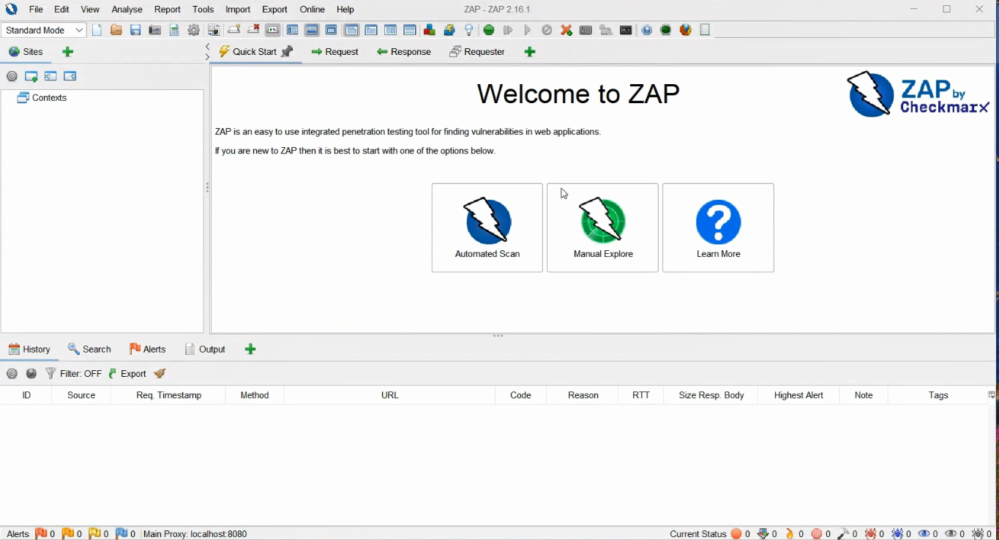 File Edit View Analyse Report Tools Import Export Online Help
ZAP - ZAP 2.16.1
Standard Mode
Sites
Quick Start Request Response Requester
Contexts
Welcome to ZAP
ZAP by
Checkmarx
ZAP is an easy to use integrated penetration testing tool for finding vulnerabilities in web applications.
If you are new to ZAP then it is best to start with one of the options below.
Automated Scan Manual Explore Learn More
History Search Alerts Output
Filter: OFF Export
ID Source Req. Timestamp Method URL Code Reason RTT Size Resp. Body Highest Alert Note Tags
Alerts 0 0 0 0 Main Proxy: localhost:8080 Current Status 0 0 0 0 0 0 0 0 0 0